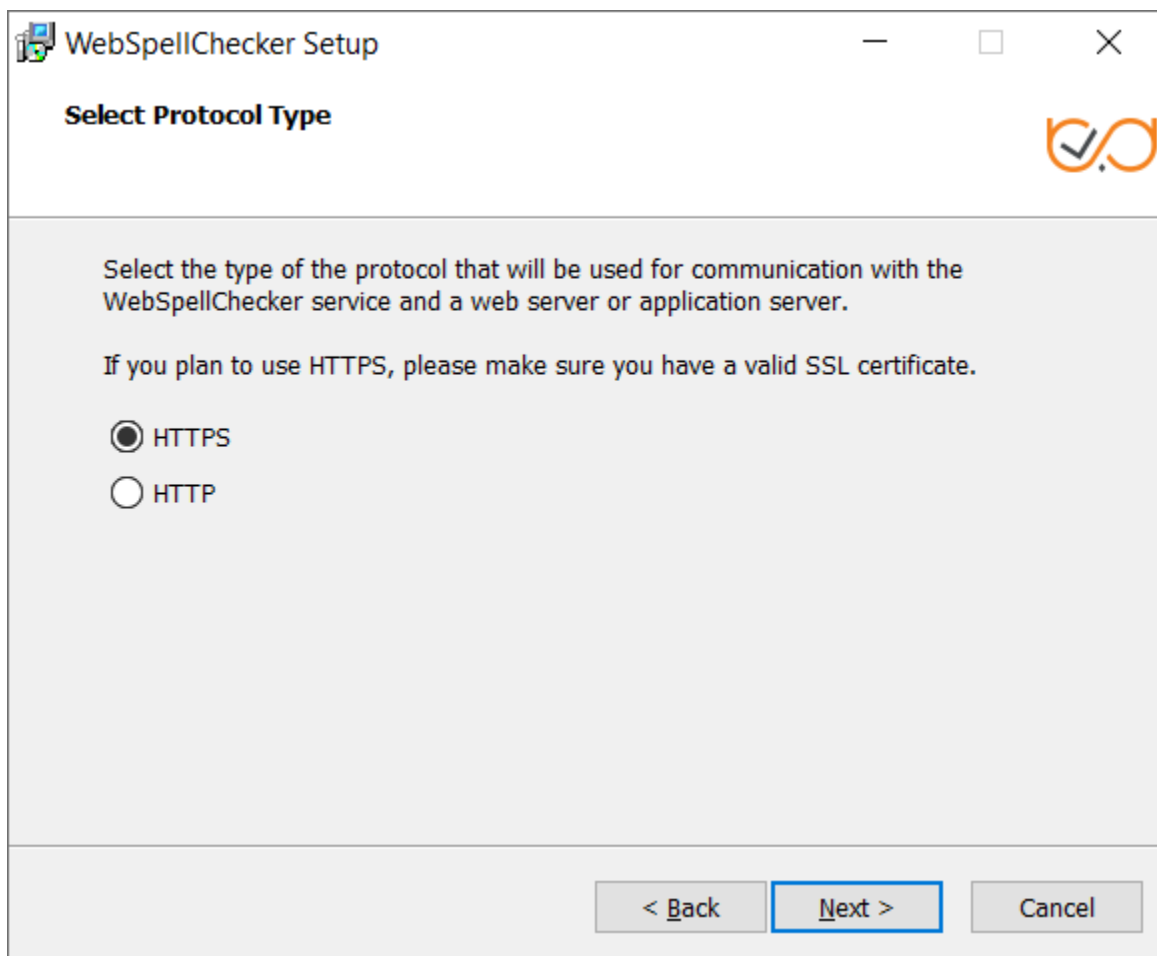 WebSpellChecker Setup
Select Protocol Type
Select the type of the protocol that will be used for communication with the
WebSpellChecker service and a web server or application server.
If you plan to use HTTPS, please make sure you have a valid SSL certificate.
HTTPS
HTTP
< Back
Next >
Cancel